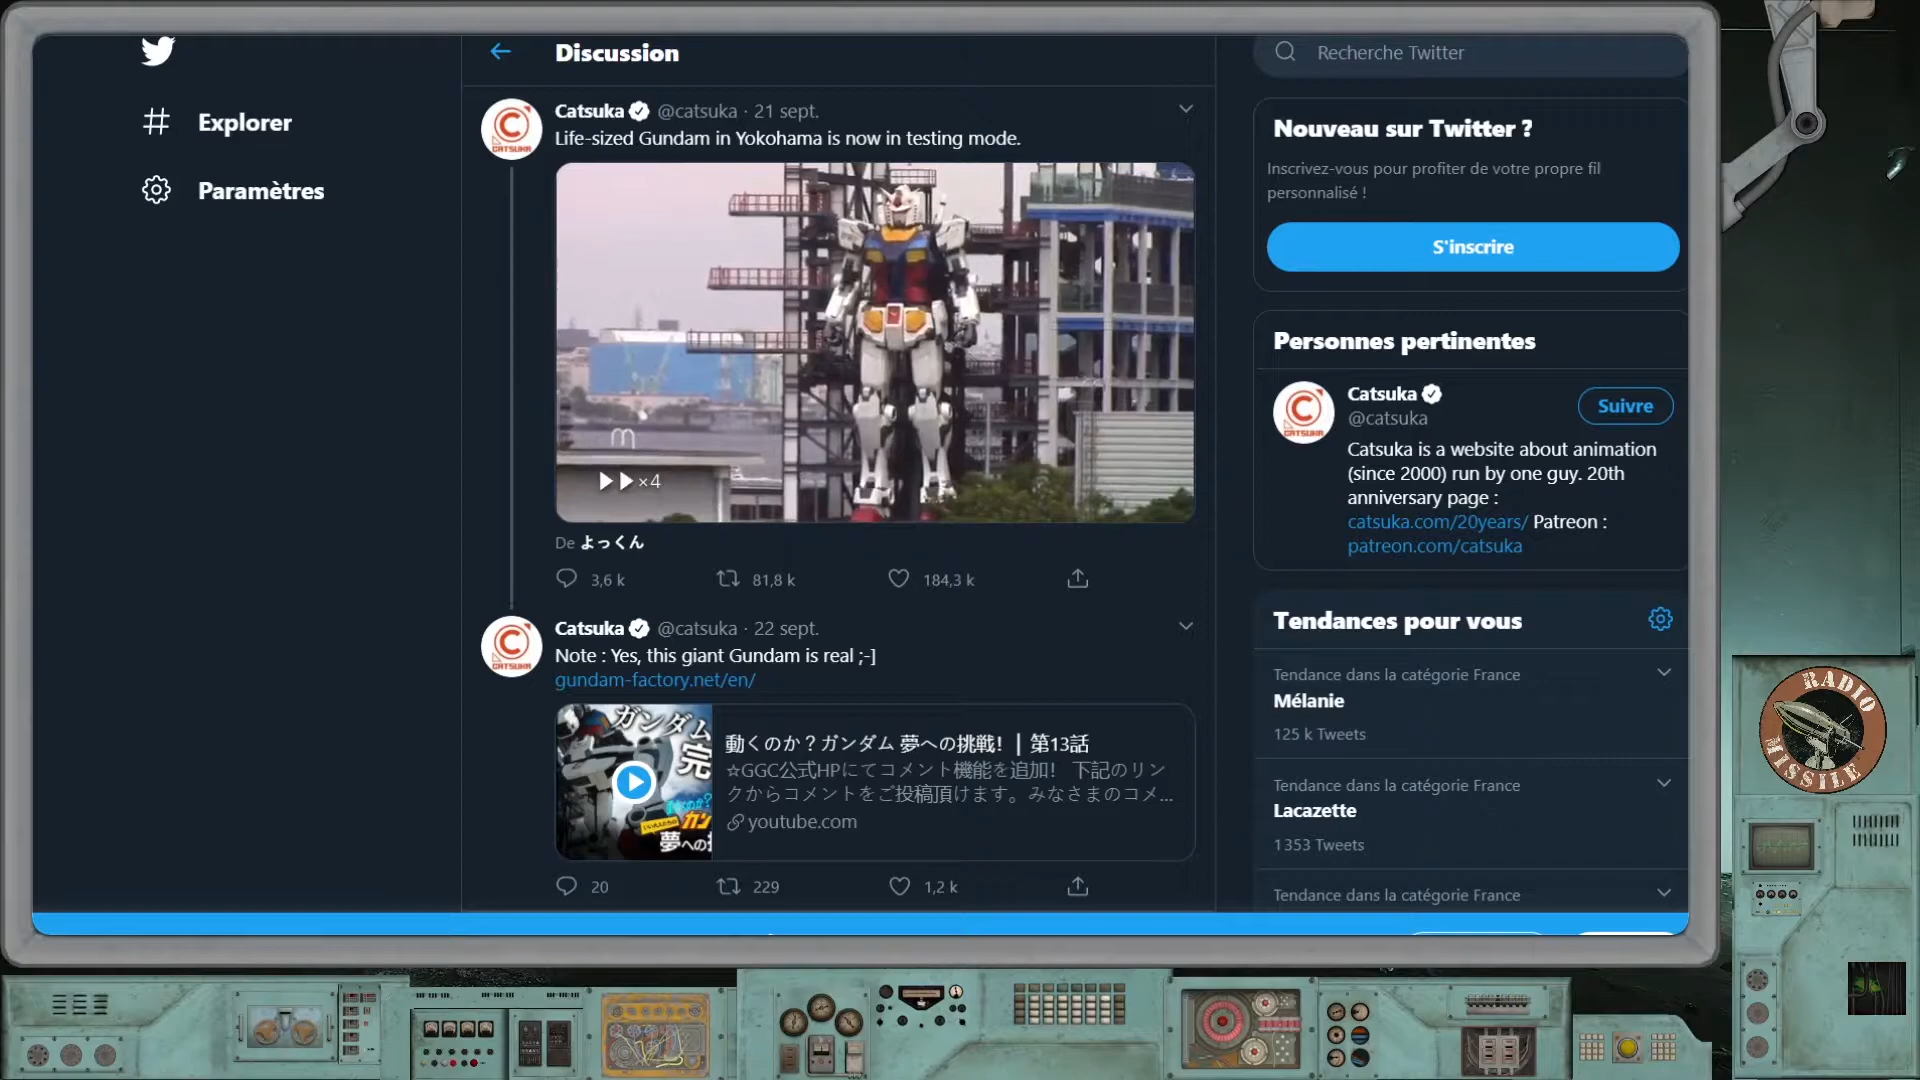 Explorer
Paramètres
Discussion
Catsuka @catsuka · 21 sept.
Life-sized Gundam in Yokohama is now in testing mode.
×4
De よっくん
3,6 k 81,8 k 184,3 k
Catsuka @catsuka · 22 sept.
Note : Yes, this giant Gundam is real ;-]
gundam-factory.net/en/
ガンダム
完
夢への
動くのか？ガンダム 夢への挑戦！｜第13話
☆GGC公式HPにてコメント機能を追加！ 下記のリン
クからコメントをご投稿頂けます。みなさまのコメ...
youtube.com
20 229 1,2 k
Recherche Twitter
Nouveau sur Twitter ?
Inscrivez-vous pour profiter de votre propre fil
personnalisé !
S'inscrire
Personnes pertinentes
CATSUKA
Catsuka
@catsuka
Suivre
Catsuka is a website about animation
(since 2000) run by one guy. 20th
anniversary page :
catsuka.com/20years/ Patreon :
patreon.com/catsuka
Tendances pour vous
Tendance dans la catégorie France
Mélanie
125 k Tweets
Tendance dans la catégorie France
Lacazette
1 353 Tweets
Tendance dans la catégorie France
RADIO
MISSILE